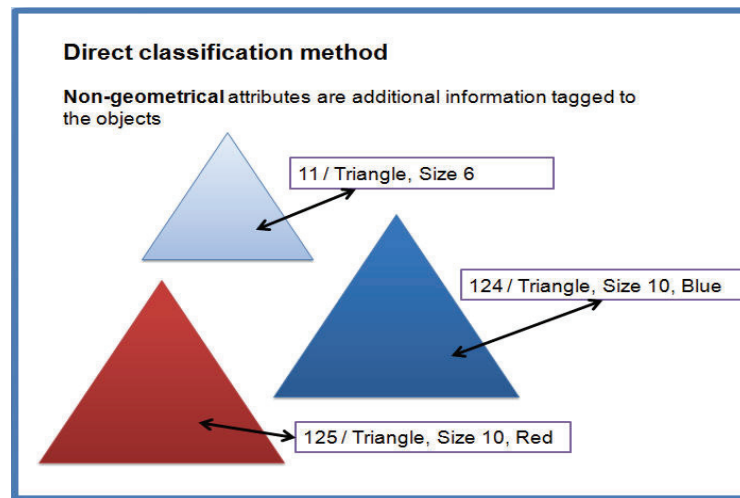 Direct classification method
Non-geometrical attributes are additional information tagged to
the objects
11 / Triangle, Size 6
124 / Triangle, Size 10, Blue
125 / Triangle, Size 10, Red